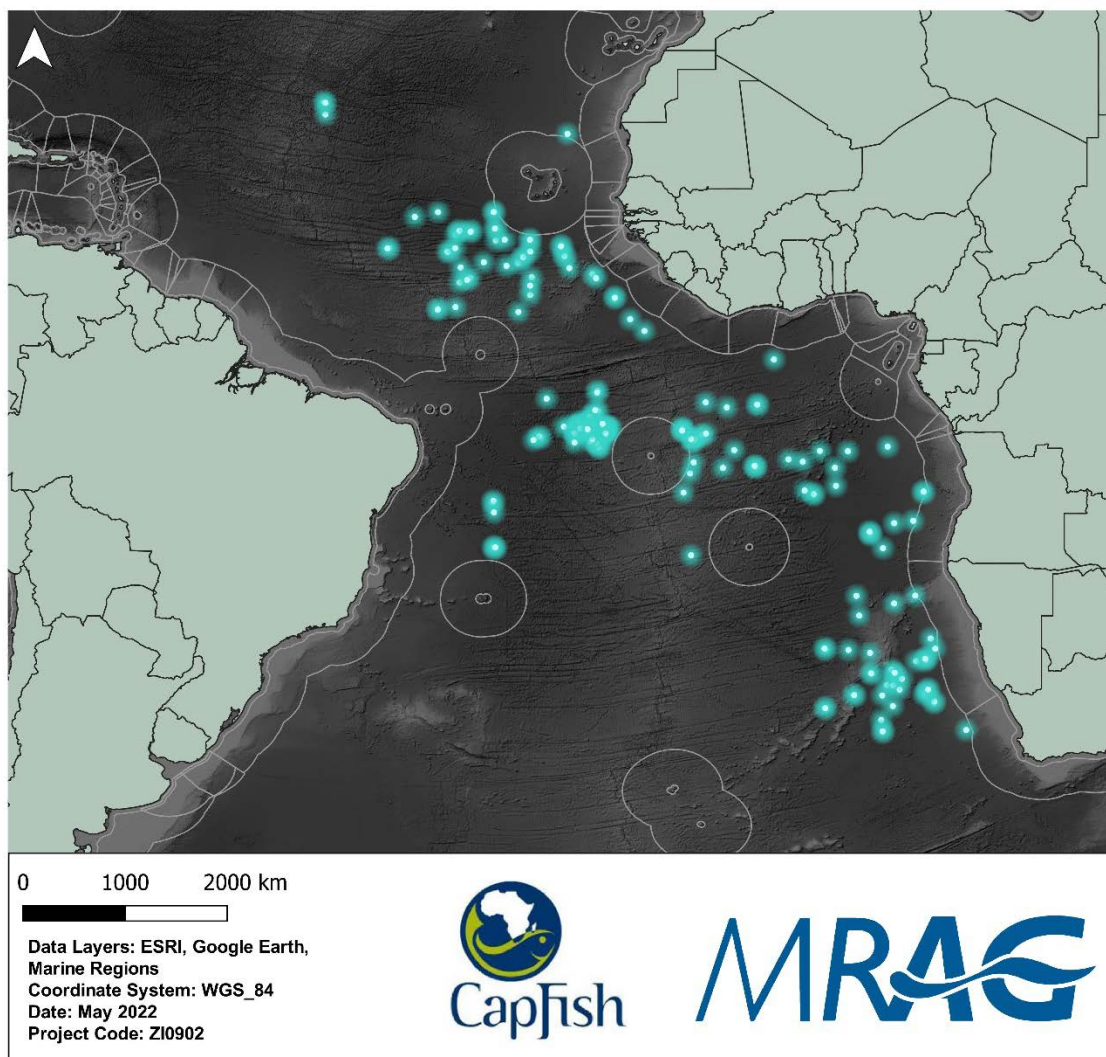 0 1000 2000 km
Data Layers: ESRI, Google Earth,
Marine Regions
Coordinate System: WGS_84
Date: May 2022
Project Code: ZI0902
CapFish
MRAG